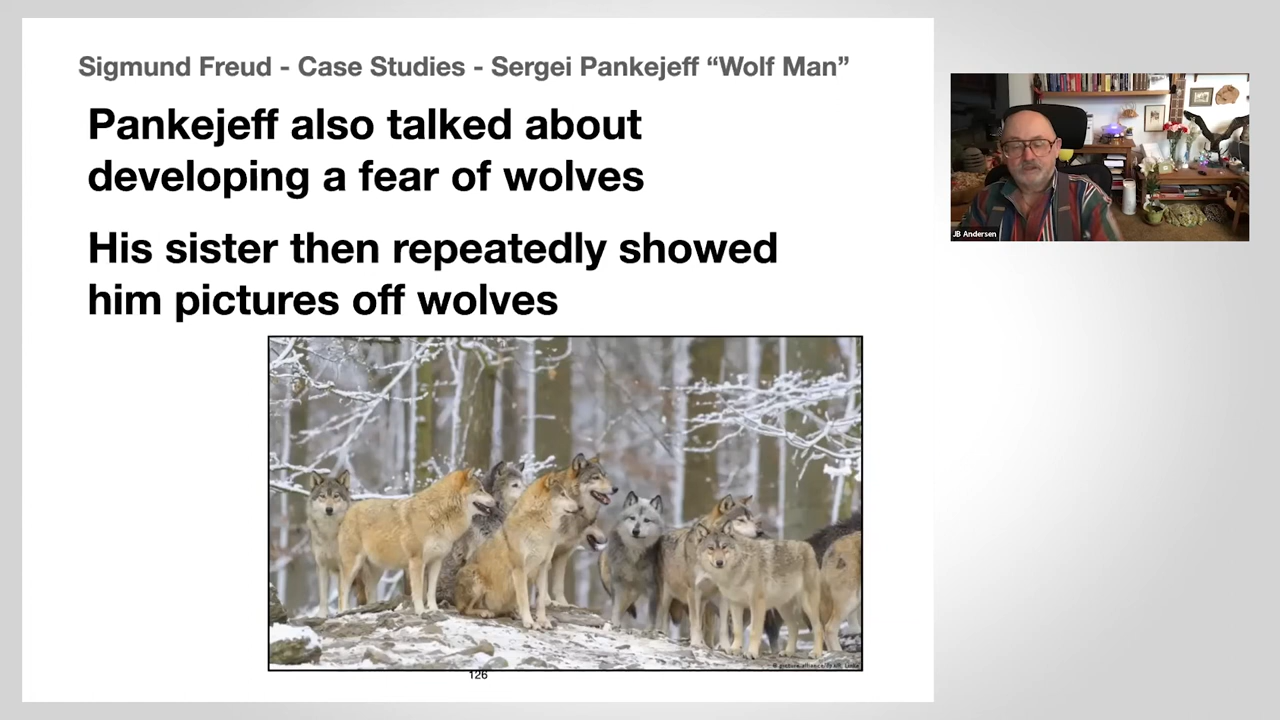 Sigmund Freud - Case Studies - Sergei Pankejeff “Wolf Man”
Pankejeff also talked about
developing a fear of wolves
His sister then repeatedly showed
him pictures off wolves
126
JB Andersen